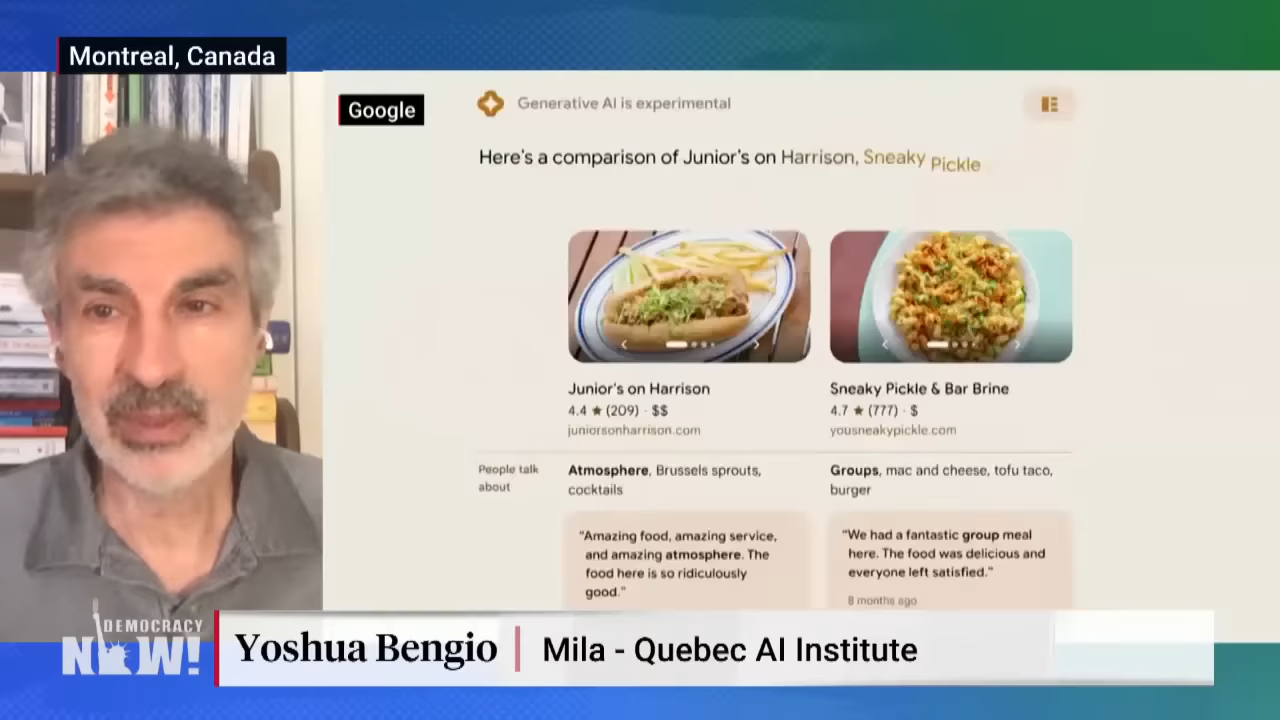 Montreal, Canada
Google
Generative AI is experimental
Here's a comparison of Junior's on Harrison, Sneaky Pickle
Junior's on Harrison
4.4 ★ (209) · $$
juniorsonharrison.com
Sneaky Pickle & Bar Brine
4.7 ★ (777) · $
yousneakypickle.com
People talk
about
Atmosphere, Brussels sprouts,
cocktails
Groups, mac and cheese, tofu taco,
burger
"Amazing food, amazing service,
and amazing atmosphere. The
food here is so ridiculously
good."
"We had a fantastic group meal
here. The food was delicious and
everyone left satisfied."
8 months ago
DEMOCRACY
NOW!
Yoshua Bengio | Mila - Quebec AI Institute